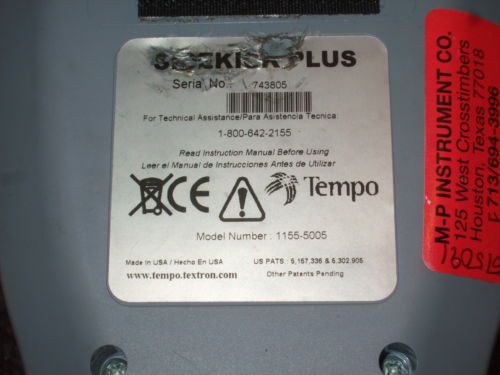 SIDEKICK PLUS
Serial No. 743805
For Technical Assistance/Para Asistencia Tecnica:
1-800-642-2155
Read Instruction Manual Before Using
Leer el Manual de Instrucciones Antes de Utilizar
CE Tempo
Model Number : 1155-5005
Made In USA / Hecho En USA
www.tempo.textron.com
US PATS. 5,157,336 & 6,302,905
Other Patents Pending
M-P INSTRUMENT CO.
125 West Crosstimbers
Houston, Texas 77018
713/694-3996